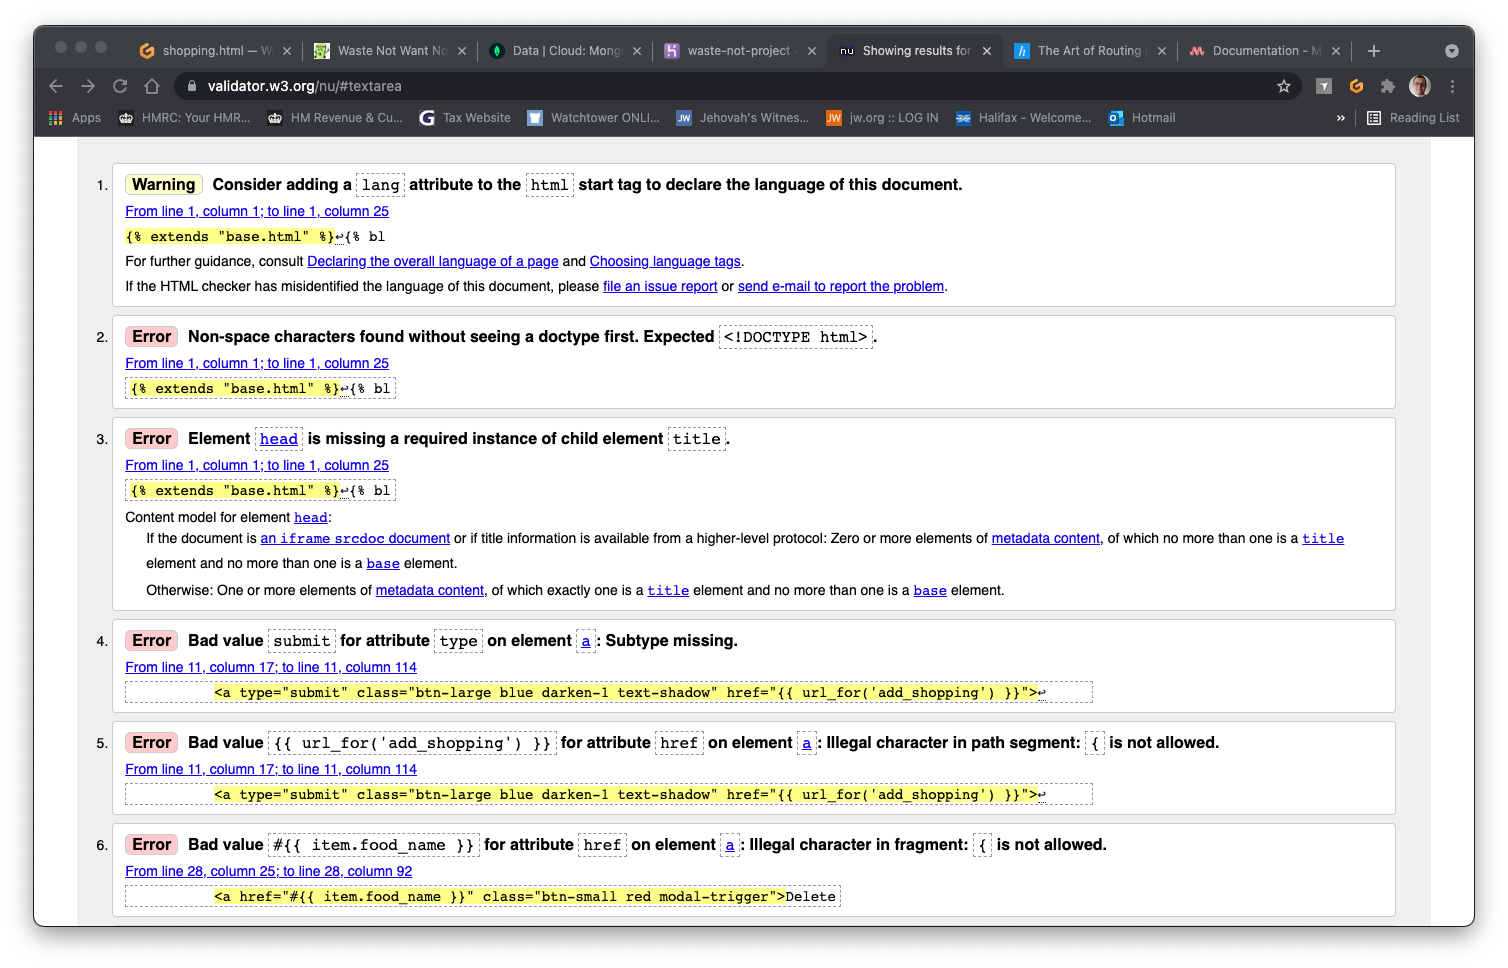 shopping.html — W
Waste Not Want No
Data | Cloud: Mong
waste-not-project
Showing results for
The Art of Routing
Documentation - M
validator.w3.org/nu/#textarea
Apps
HMRC: Your HMR...
HM Revenue & Cu...
Tax Website
Watchtower ONLI...
Jehovah's Witnes...
jw.org :: LOG IN
Halifax - Welcome...
Hotmail
»
Reading List
1. Warning Consider adding a lang attribute to the html start tag to declare the language of this document.
From line 1, column 1; to line 1, column 25
{% extends "base.html" %}↩{% bl
For further guidance, consult Declaring the overall language of a page and Choosing language tags.
If the HTML checker has misidentified the language of this document, please file an issue report or send e-mail to report the problem.
2. Error Non-space characters found without seeing a doctype first. Expected <!DOCTYPE html>.
From line 1, column 1; to line 1, column 25
{% extends "base.html" %}↩{% bl
3. Error Element head is missing a required instance of child element title.
From line 1, column 1; to line 1, column 25
{% extends "base.html" %}↩{% bl
Content model for element head:
If the document is an iframe srcdoc document or if title information is available from a higher-level protocol: Zero or more elements of metadata content, of which no more than one is a title
element and no more than one is a base element.
Otherwise: One or more elements of metadata content, of which exactly one is a title element and no more than one is a base element.
4. Error Bad value submit for attribute type on element a: Subtype missing.
From line 11, column 17; to line 11, column 114
<a type="submit" class="btn-large blue darken-1 text-shadow" href="{{ url_for('add_shopping') }}">↩
5. Error Bad value {{ url_for('add_shopping') }} for attribute href on element a: Illegal character in path segment: { is not allowed.
From line 11, column 17; to line 11, column 114
<a type="submit" class="btn-large blue darken-1 text-shadow" href="{{ url_for('add_shopping') }}">↩
6. Error Bad value #{{ item.food_name }} for attribute href on element a: Illegal character in fragment: { is not allowed.
From line 28, column 25; to line 28, column 92
<a href="#{{ item.food_name }}" class="btn-small red modal-trigger">Delete